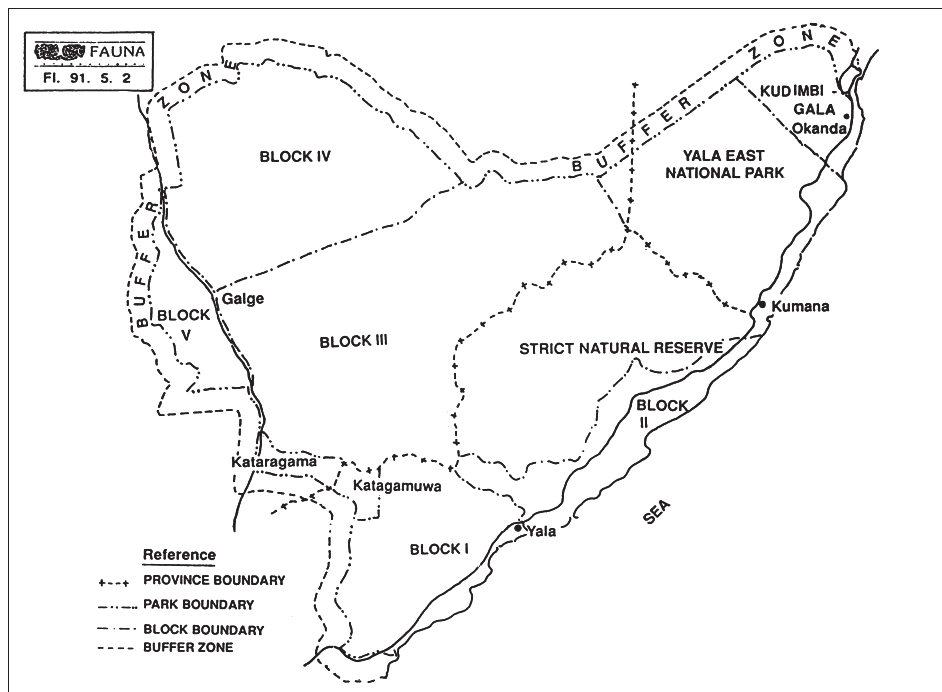 FAUNA
FI. 91. 5. 2
BUFFER ZONE
BUFFER ZONE
BLOCK IV
KUDIMBI
GALA
Okanda
YALA EAST
NATIONAL PARK
Galge
Kumana
BLOCK
V
BLOCK III
STRICT NATURAL RESERVE
BLOCK
II
Kataragama
Katagamuwa
SEA
Yala
BLOCK I
Reference
PROVINCE BOUNDARY
PARK BOUNDARY
BLOCK BOUNDARY
BUFFER ZONE